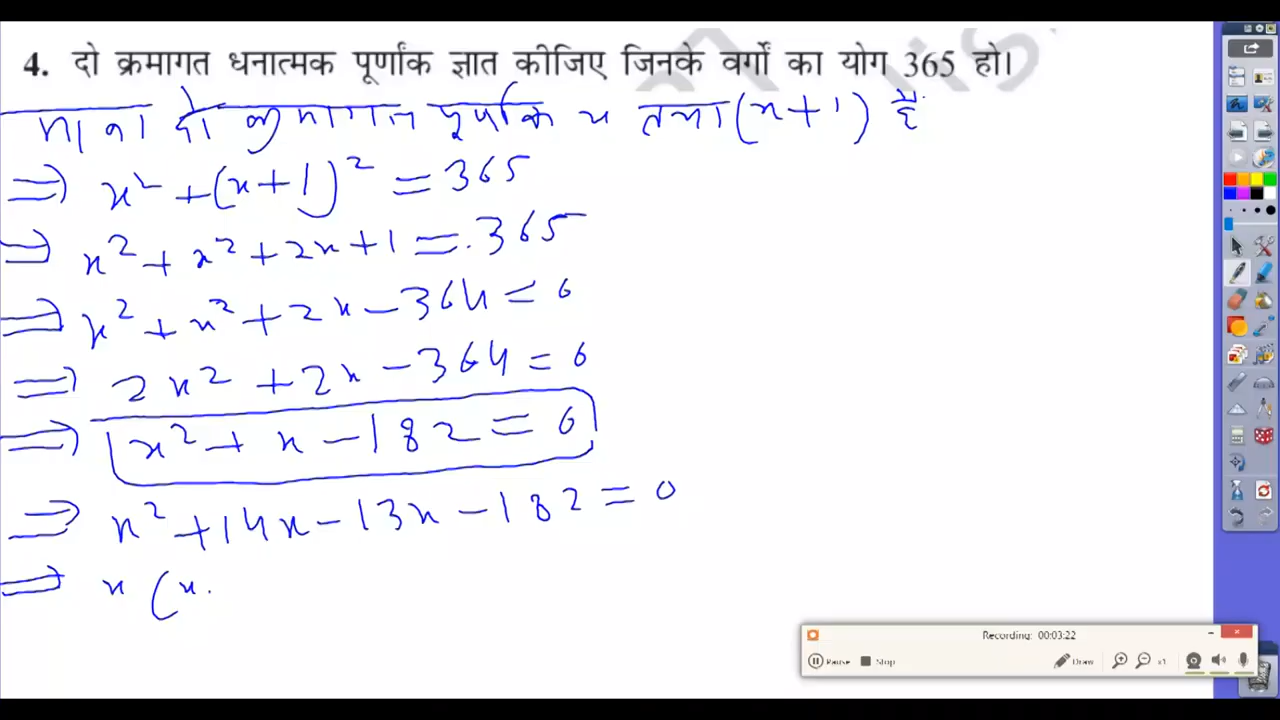 4. दो क्रमागत धनात्मक पूर्णांक ज्ञात कीजिए जिनके वर्गों का योग 365 हो।
माना दो क्रमागत पूर्णांक x तथा (x+1) है
⇒ x² + (x+1)² = 365
⇒ x² + x² + 2x + 1 = 365
⇒ x² + x² + 2x - 364 = 0
⇒ 2x² + 2x - 364 = 0
⇒ x² + x - 182 = 0
⇒ x² + 14x - 13x - 182 = 0
⇒ x (x
Recording: 00:03:22
Pause Stop Draw x1